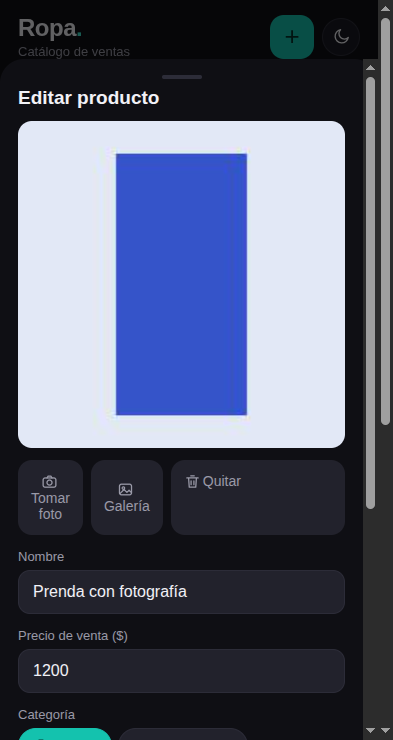 Ropa.
Catálogo de ventas
Editar producto
Tomar
foto
Galería
Quitar
Nombre
Prenda con fotografía
Precio de venta ($)
1200
Categoría